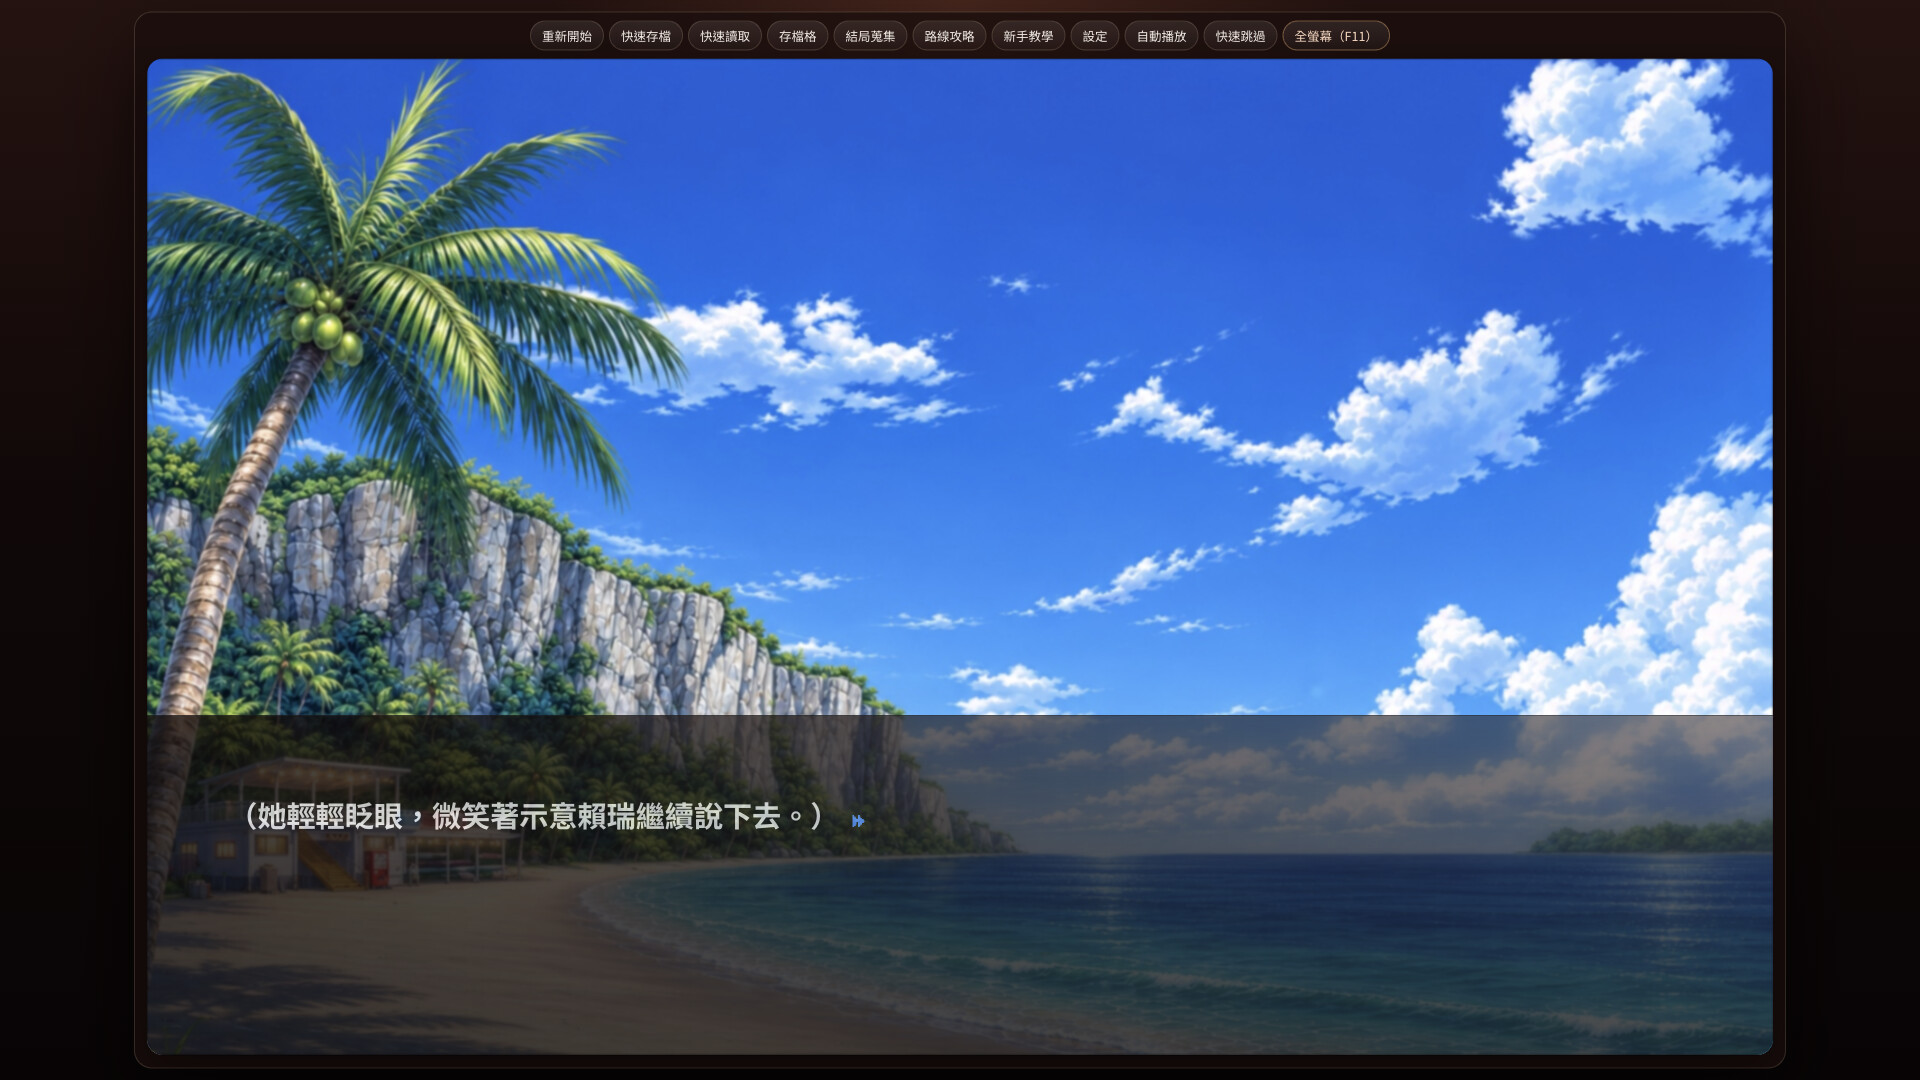 重新開始
快速存檔
快速讀取
存檔格
結局蒐集
路線攻略
新手教學
設定
自動播放
快速跳過
全螢幕（F11）
（她輕輕眨眼，微笑著示意賴瑞繼續說下去。）